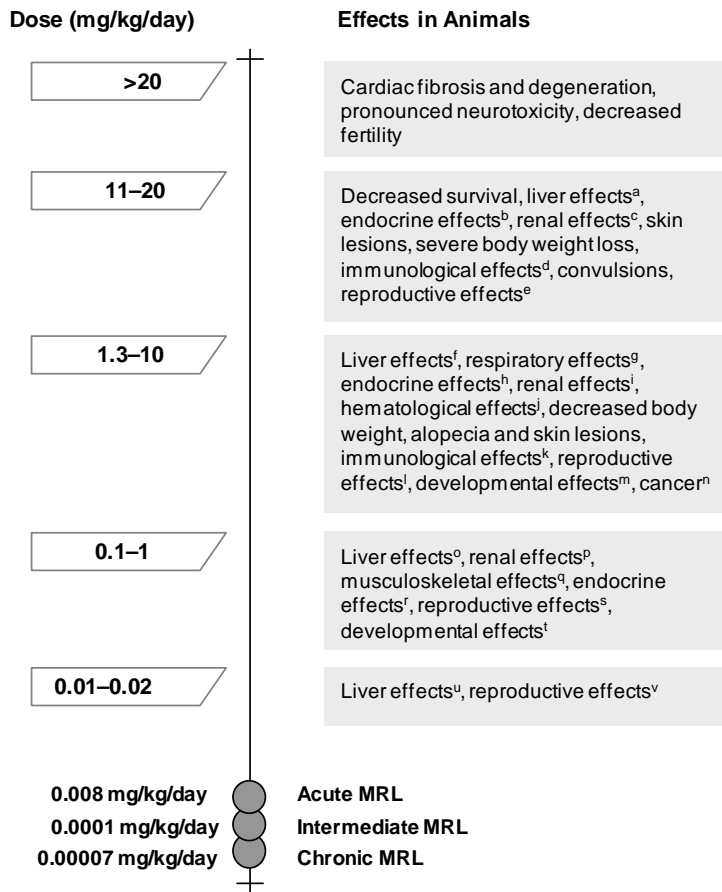 Dose (mg/kg/day) Effects in Animals
>20
Cardiac fibrosis and degeneration,
pronounced neurotoxicity, decreased
fertility
11–20
Decreased survival, liver effectsᵃ,
endocrine effectsᵇ, renal effectsᶜ, skin
lesions, severe body weight loss,
immunological effectsᵈ, convulsions,
reproductive effectsᵉ
1.3–10
Liver effectsᶠ, respiratory effectsᵍ,
endocrine effectsʰ, renal effectsⁱ,
hematological effectsʲ, decreased body
weight, alopecia and skin lesions,
immunological effectsᵏ, reproductive
effectsˡ, developmental effectsᵐ, cancerⁿ
0.1–1
Liver effectsᵒ, renal effectsᵖ,
musculoskeletal effects^q, endocrine
effectsʳ, reproductive effectsˢ,
developmental effectsᵗ
0.01–0.02
Liver effectsᵘ, reproductive effectsᵛ
0.008 mg/kg/day Acute MRL
0.0001 mg/kg/day Intermediate MRL
0.00007 mg/kg/day Chronic MRL